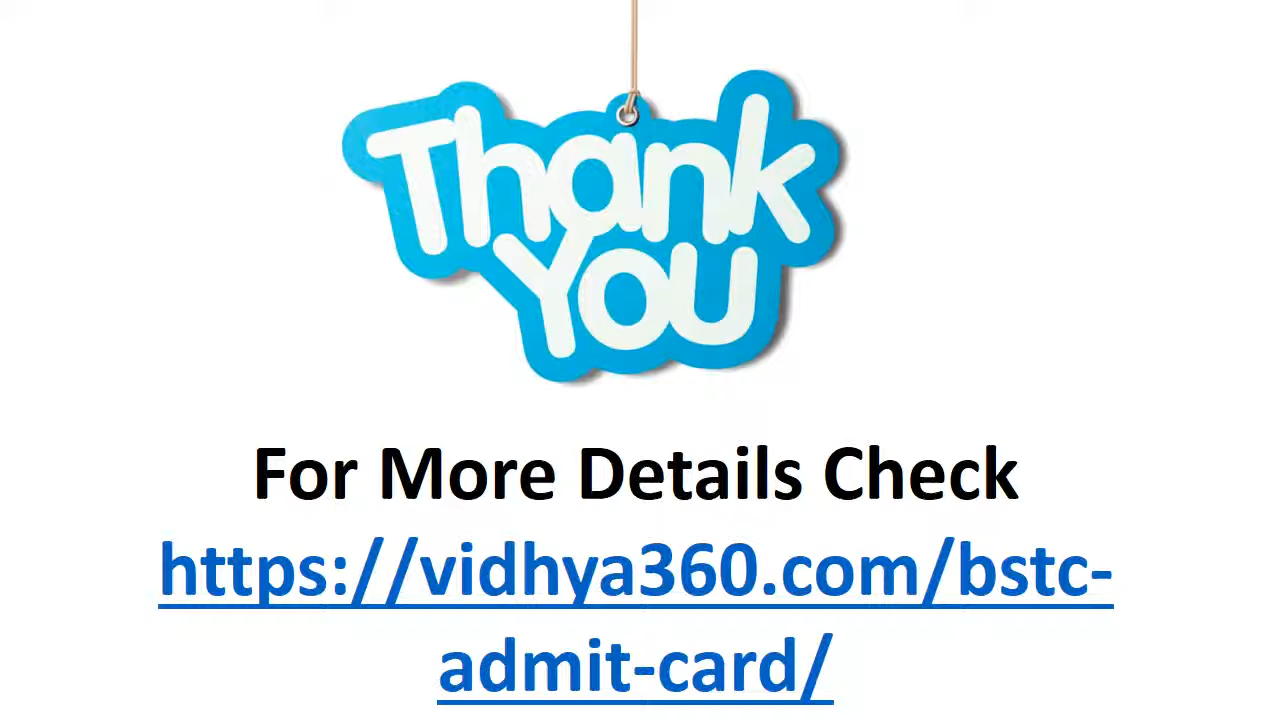 Thank
You
For More Details Check
https://vidhya360.com/bstc-
admit-card/